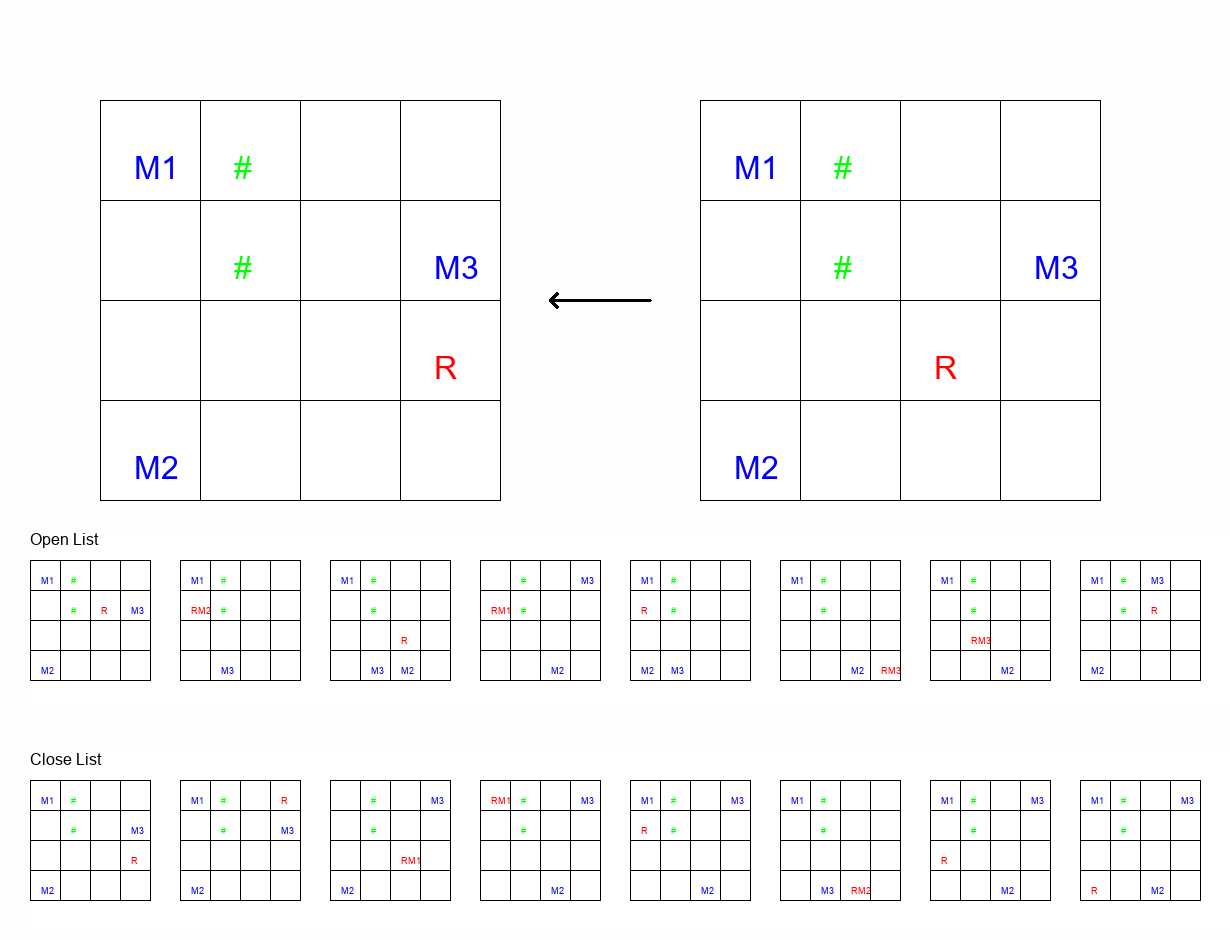 M1 # M1 #
# M3 # M3
R R
M2 M2
Open List
M1 # M1 # M1 # # M3 M1 # M1 # M1 # M1 # M3
# R M3 RM2 # # RM1 # R # # # # R
R RM3
M2 M3 M3 M2 M2 M2 M3 M2 RM3 M2 M2
Close List
M1 # M1 # R # M3 RM1 # M3 M1 # M3 M1 # M1 # M3 M1 # M3
# M3 # M3 # # R # # # #
R RM1 R
M2 M2 M2 M2 M2 M3 RM2 M2 R M2